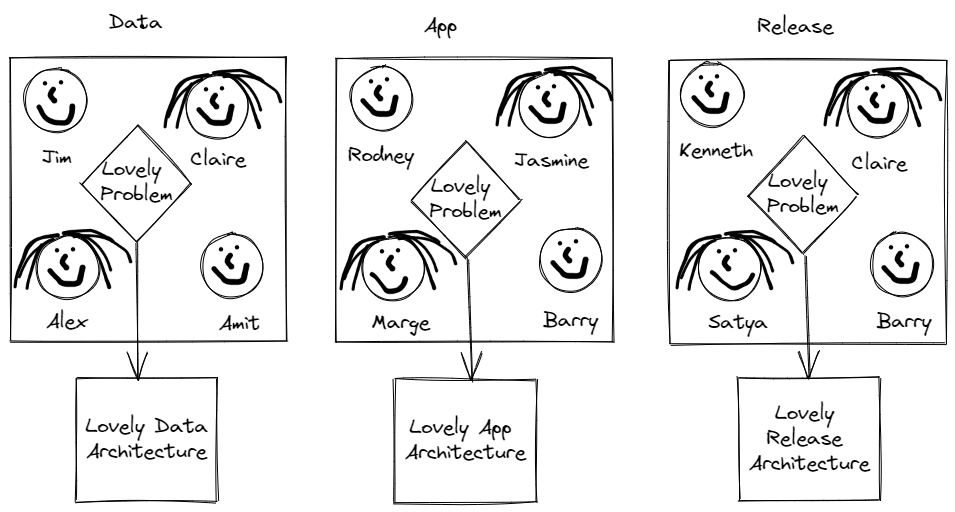 Data
App
Release
Jim
Claire
Lovely
Problem
Alex
Amit
Rodney
Jasmine
Lovely
Problem
Marge
Barry
Kenneth
Claire
Lovely
Problem
Satya
Barry
Lovely Data
Architecture
Lovely App
Architecture
Lovely
Release
Architecture